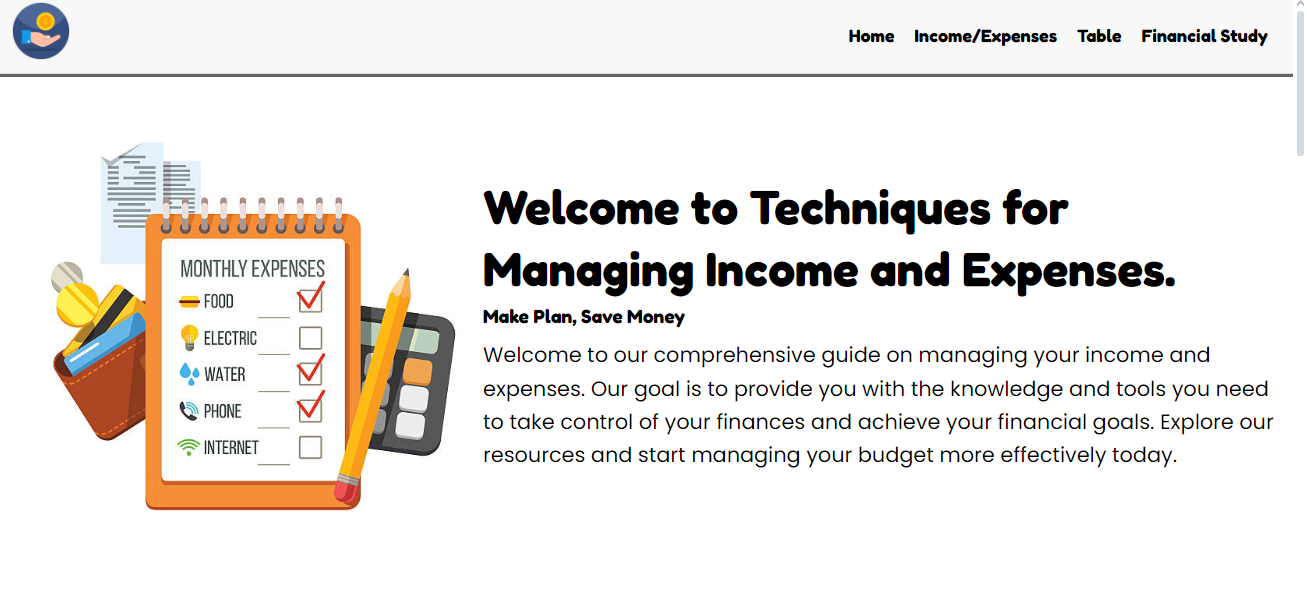 Home Income/Expenses Table Financial Study
MONTHLY EXPENSES
FOOD
ELECTRIC
WATER
PHONE
INTERNET
Welcome to Techniques for
Managing Income and Expenses.
Make Plan, Save Money
Welcome to our comprehensive guide on managing your income and
expenses. Our goal is to provide you with the knowledge and tools you need
to take control of your finances and achieve your financial goals. Explore our
resources and start managing your budget more effectively today.